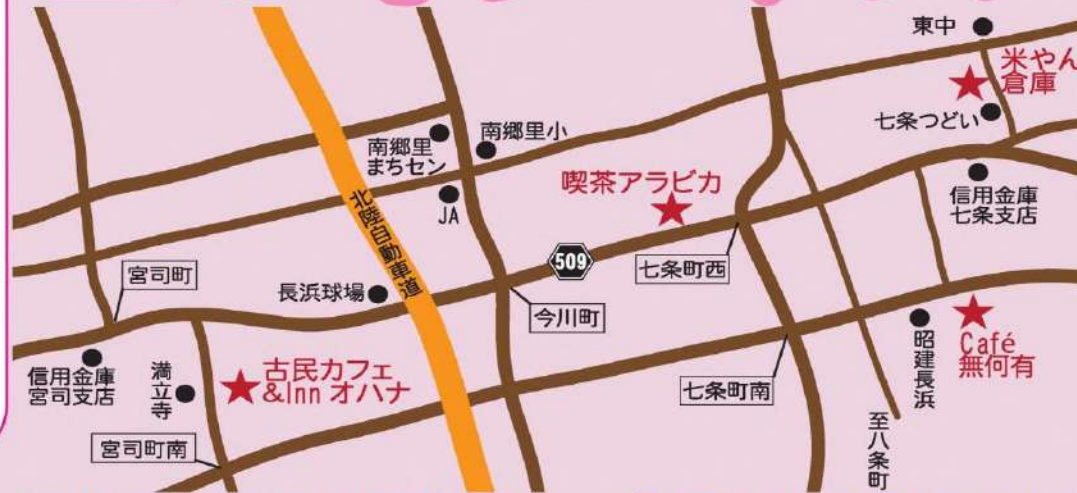 東中
米やん
倉庫
七条つどい
南郷里
まちセン
南郷里小
喫茶アラビカ
信用金庫
七条支店
JA
北陸自動車道
509
七条町西
宮司町
長浜球場
今川町
昭建長浜
Café
無何有
信用金庫
宮司支店
満立寺
古民カフェ
&Inn オハナ
七条町南
至八条町
宮司町南